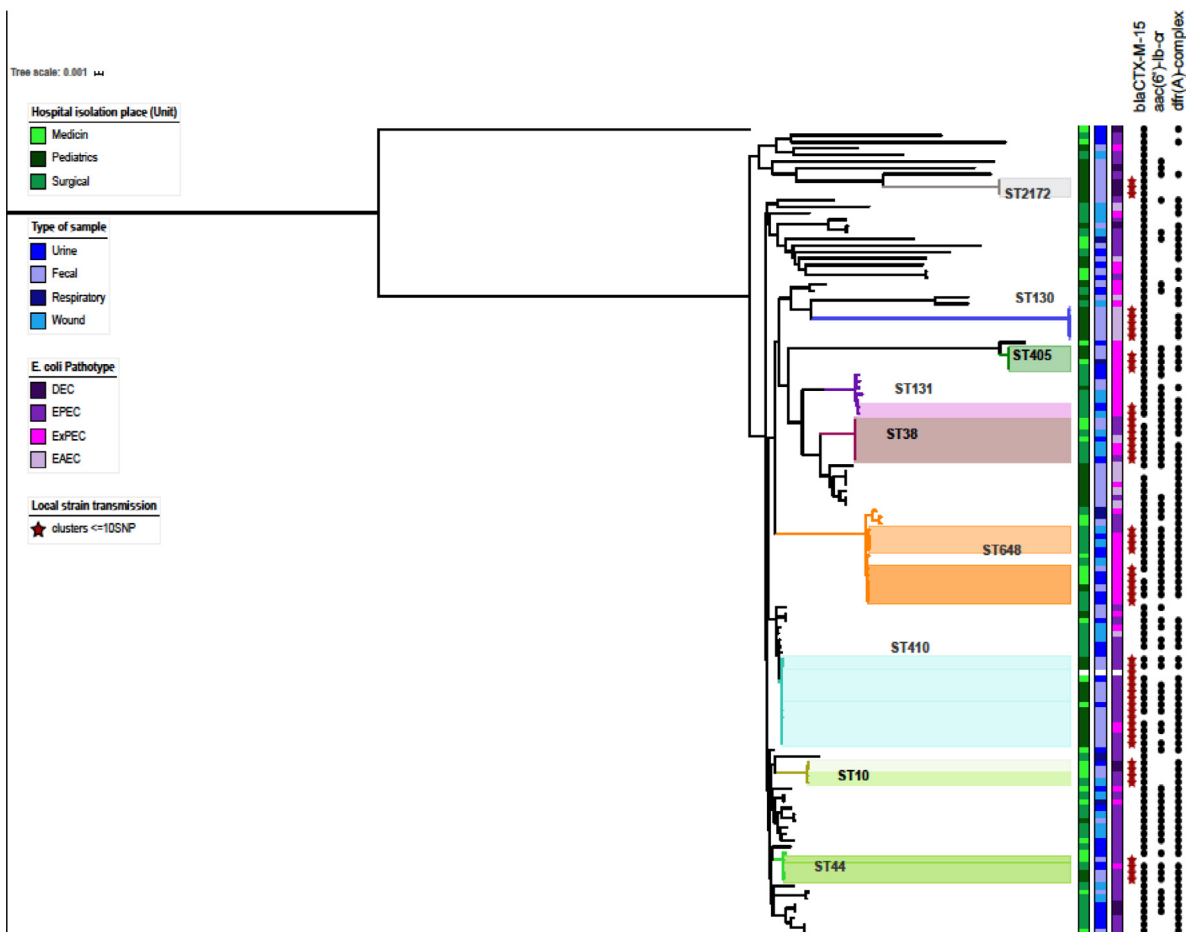 blaCTX-M-15
aac(6')-Ib-cr
dfr(A)-complex
Tree scale: 0.001
Hospital isolation place (Unit)
Medicin
Pediatrics
Surgical
Type of sample
Urine
Fecal
Respiratory
Wound
E. coli Pathotype
DEC
EPEC
ExPEC
EAEC
Local strain transmission
clusters <=10SNP
ST2172
ST130
ST405
ST131
ST38
ST648
ST410
ST10
ST44